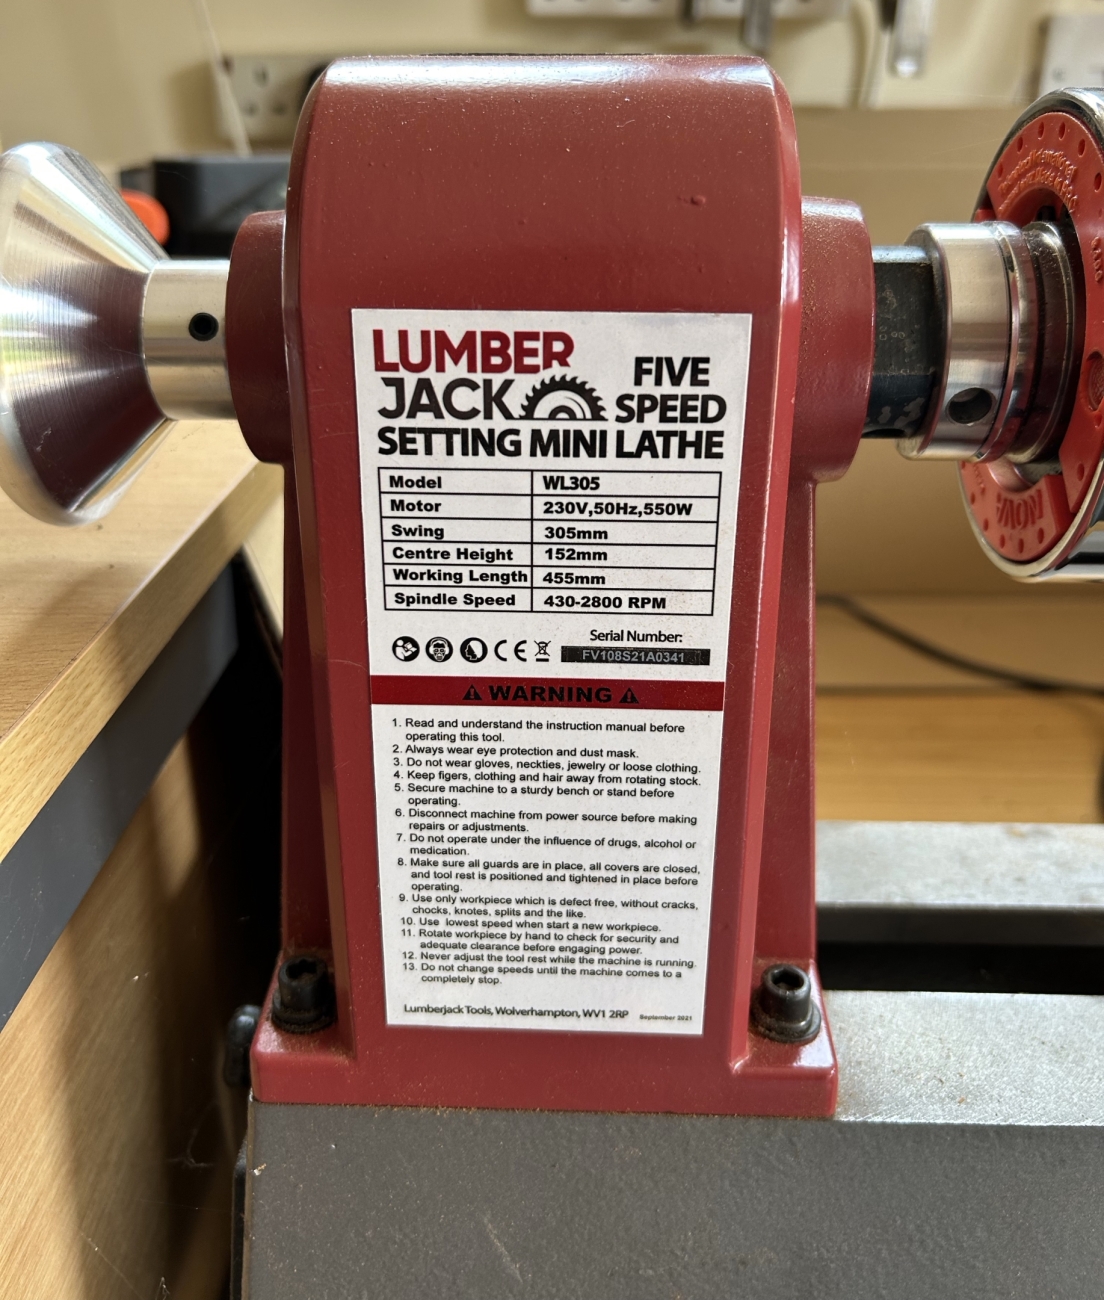 LUMBER
JACK
FIVE
SPEED
SETTING MINI LATHE
Model WL305
Motor 230V,50Hz,550W
Swing 305mm
Centre Height 152mm
Working Length 455mm
Spindle Speed 430-2800 RPM
CE
Serial Number:
FV108S21A0341
WARNING
1. Read and understand the instruction manual before
operating this tool.
2. Always wear eye protection and dust mask.
3. Do not wear gloves, neckties, jewelry or loose clothing.
4. Keep figers, clothing and hair away from rotating stock.
5. Secure machine to a sturdy bench or stand before
operating.
6. Disconnect machine from power source before making
repairs or adjustments.
7. Do not operate under the influence of drugs, alcohol or
medication.
8. Make sure all guards are in place, all covers are closed,
and tool rest is positioned and tightened in place before
operating.
9. Use only workpiece which is defect free, without cracks,
chocks, knotes, splits and the like.
10. Use lowest speed when start a new workpiece.
11. Rotate workpiece by hand to check for security and
adequate clearance before engaging power.
12. Never adjust the tool rest while the machine is running.
13. Do not change speeds until the machine comes to a
completely stop.
Lumberjack Tools, Wolverhampton, WV1 2RP
September 2021
NOVA